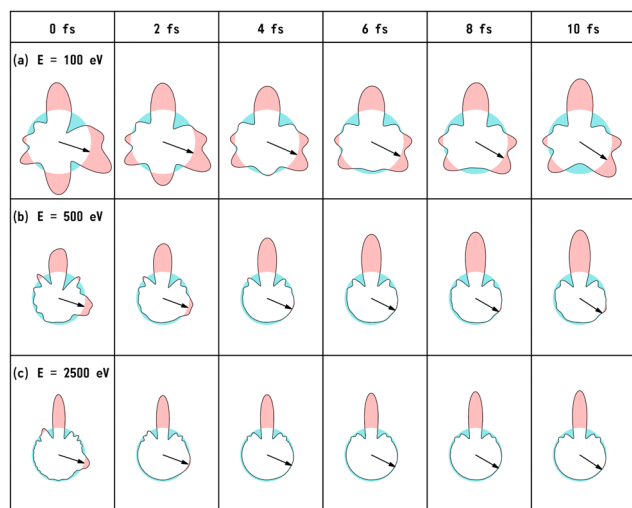 0 fs 2 fs 4 fs 6 fs 8 fs 10 fs
(a) E = 100 eV
(b) E = 500 eV
(c) E = 2500 eV